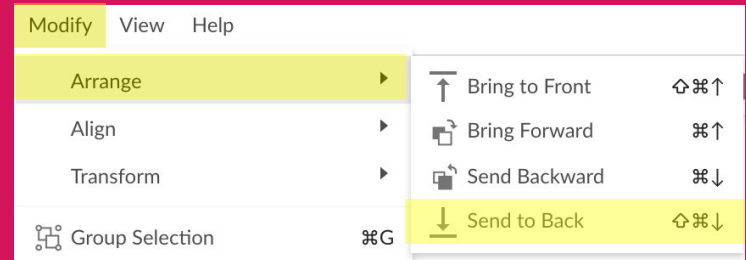 Modify View Help
Arrange
Align
Transform
Group Selection ⌘G
Bring to Front ⇧⌘↑
Bring Forward ⌘↑
Send Backward ⌘↓
Send to Back ⇧⌘↓